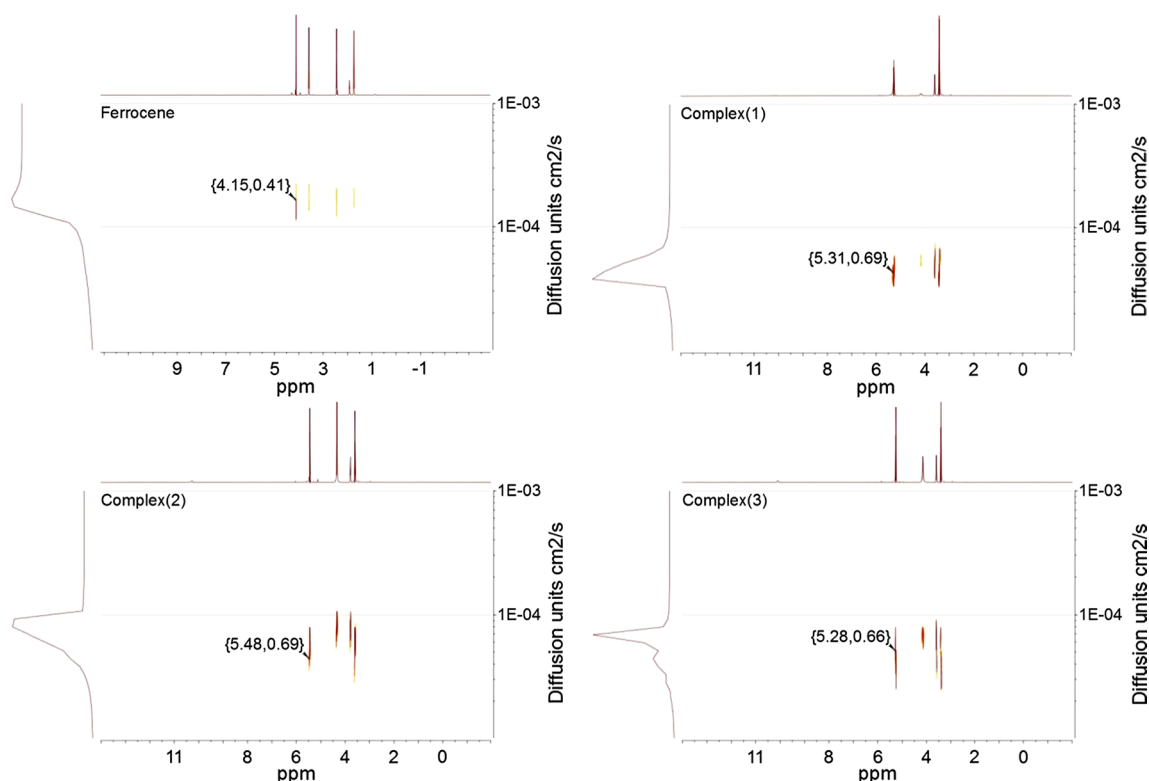 Ferrocene
{4.15,0.41}
1E-03
1E-04
Diffusion units cm2/s
9 7 5 3 1 -1
ppm
Complex(1)
{5.31,0.69}
1E-03
1E-04
Diffusion units cm2/s
11 8 6 4 2 0
ppm
Complex(2)
{5.48,0.69}
1E-03
1E-04
Diffusion units cm2/s
11 8 6 4 2 0
ppm
Complex(3)
{5.28,0.66}
1E-03
1E-04
Diffusion units cm2/s
11 8 6 4 2 0
ppm